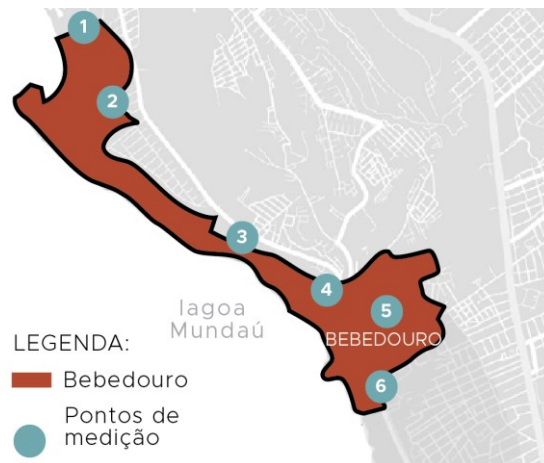 1
2
3
4
5
6
lagoa
Mundaú
BEBEDOURO
LEGENDA:
Bebedouro
Pontos de
medição